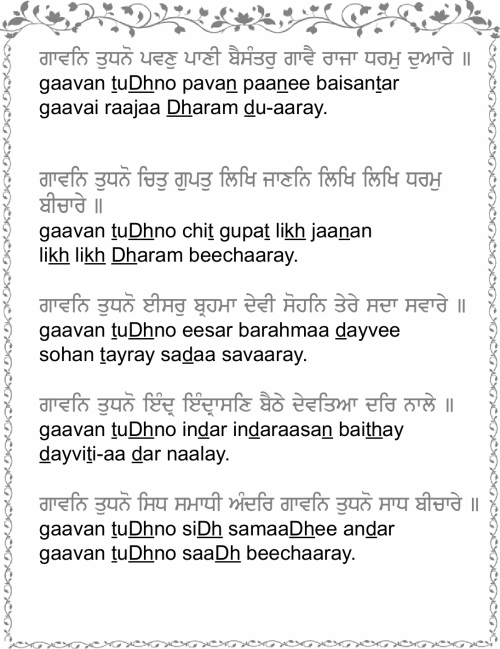 ਗਾਵਨਿ ਤੁਧਨੋ ਪਵਣੁ ਪਾਣੀ ਬੈਸੰਤਰੁ ਗਾਵੈ ਰਾਜਾ ਧਰਮੁ ਦੁਆਰੇ ॥
gaavan tuDhno pavan paanee baisantar
gaavai raajaa Dharam du-aaray.
ਗਾਵਨਿ ਤੁਧਨੋ ਚਿਤੁ ਗੁਪਤੁ ਲਿਖਿ ਜਾਣਨਿ ਲਿਖਿ ਲਿਖਿ ਧਰਮੁ
ਬੀਚਾਰੇ ॥
gaavan tuDhno chit gupat likh jaanan
likh likh Dharam beechaaray.
ਗਾਵਨਿ ਤੁਧਨੋ ਈਸਰੁ ਬ੍ਰਹਮਾ ਦੇਵੀ ਸੋਹਨਿ ਤੇਰੇ ਸਦਾ ਸਵਾਰੇ ॥
gaavan tuDhno eesar barahmaa dayvee
sohan tayray sadaa savaaray.
ਗਾਵਨਿ ਤੁਧਨੋ ਇੰਦ੍ਰ ਇੰਦ੍ਰਾਸਣਿ ਬੈਠੇ ਦੇਵਤਿਆ ਦਰਿ ਨਾਲੇ ॥
gaavan tuDhno indar indaraasan baithay
dayviti-aa dar naalay.
ਗਾਵਨਿ ਤੁਧਨੋ ਸਿਧ ਸਮਾਧੀ ਅੰਦਰਿ ਗਾਵਨਿ ਤੁਧਨੋ ਸਾਧ ਬੀਚਾਰੇ ॥
gaavan tuDhno siDh samaaDhee andar
gaavan tuDhno saaDh beechaaray.